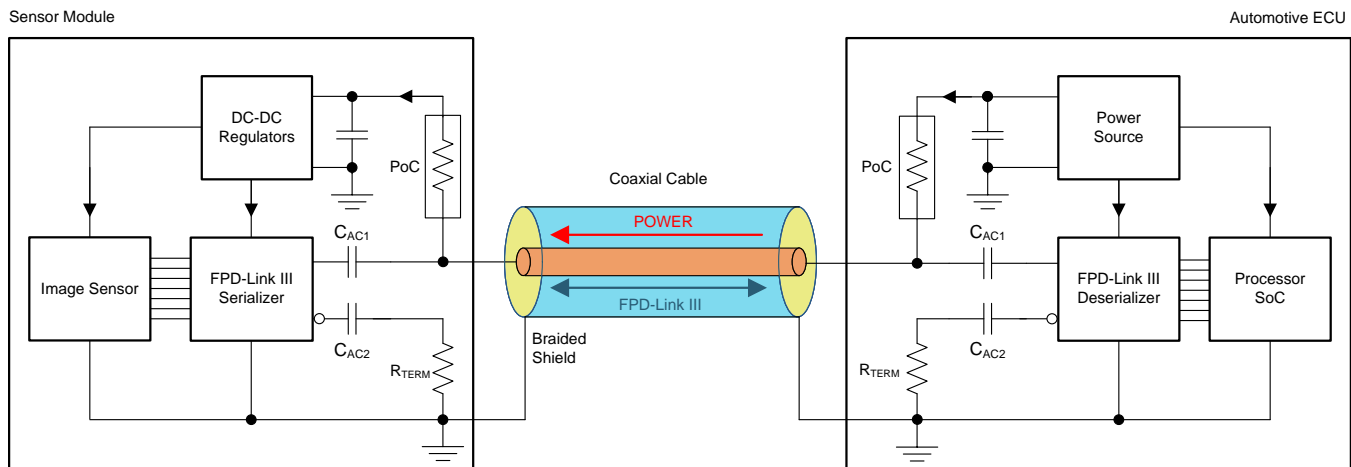 Sensor Module
Automotive ECU
DC-DC
Regulators
PoC
Coaxial Cable
POWER
FPD-Link III
Braided
Shield
Image Sensor
FPD-Link III
Serializer
CAC1
CAC2
RTERM
PoC
Power
Source
CAC1
CAC2
RTERM
FPD-Link III
Deserializer
Processor
SoC